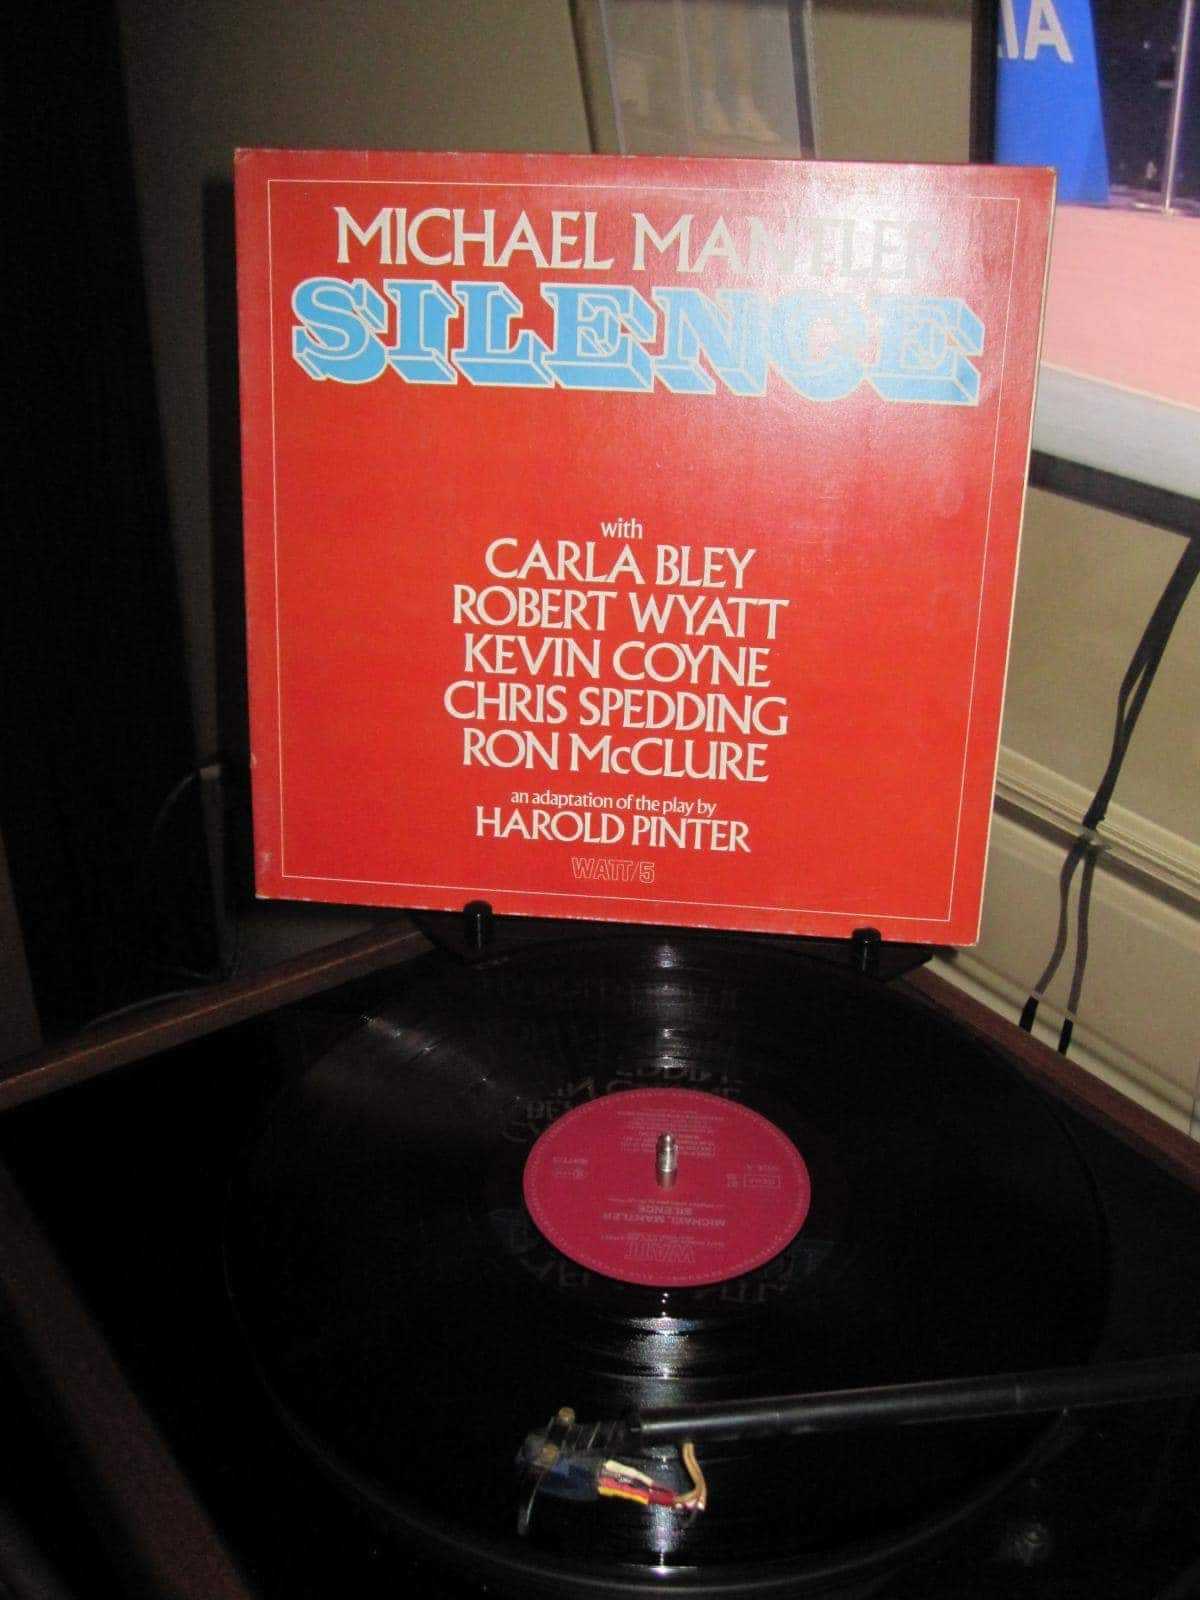 MICHAEL MANTLER
SILENCE
with
CARLA BLEY
ROBERT WYATT
KEVIN COYNE
CHRIS SPEDDING
RON McCLURE
an adaptation of the play by
HAROLD PINTER
WATT/5
IA
WATT
MICHAEL MANTLER
SILENCE